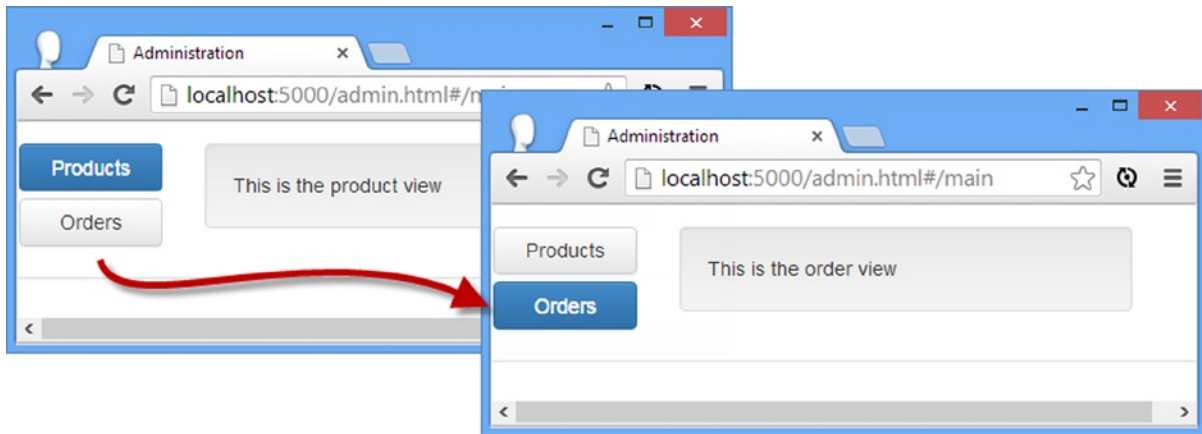 Administration
localhost:5000/admin.html#/
Products
This is the product view
Orders
Administration
localhost:5000/admin.html#/main
Products
This is the order view
Orders